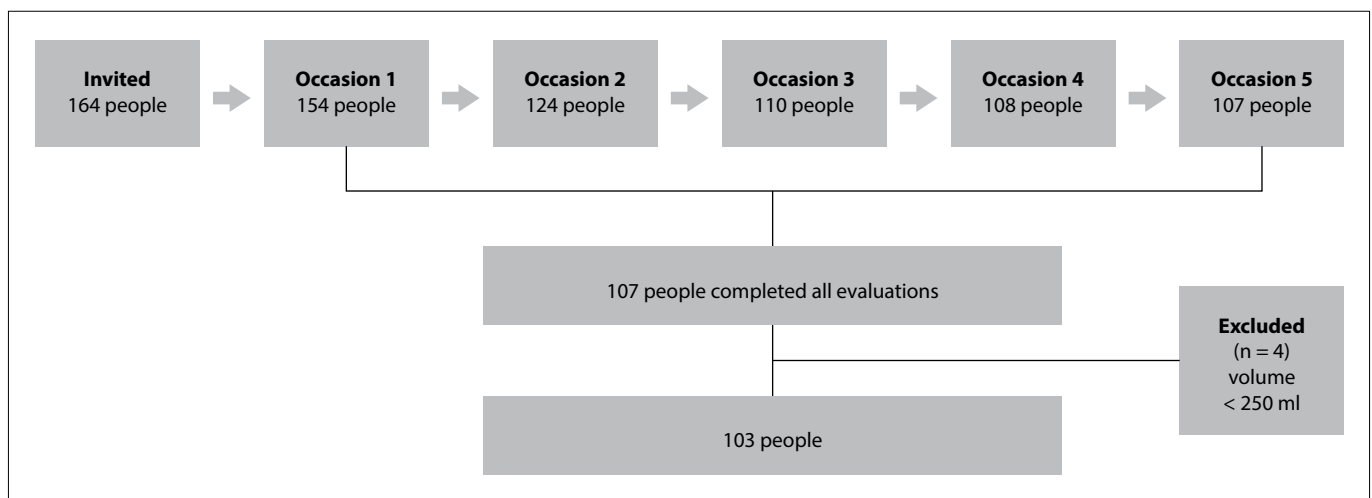 Invited
164 people
Occasion 1
154 people
Occasion 2
124 people
Occasion 3
110 people
Occasion 4
108 people
Occasion 5
107 people
107 people completed all evaluations
Excluded
(n = 4)
volume
< 250 ml
103 people